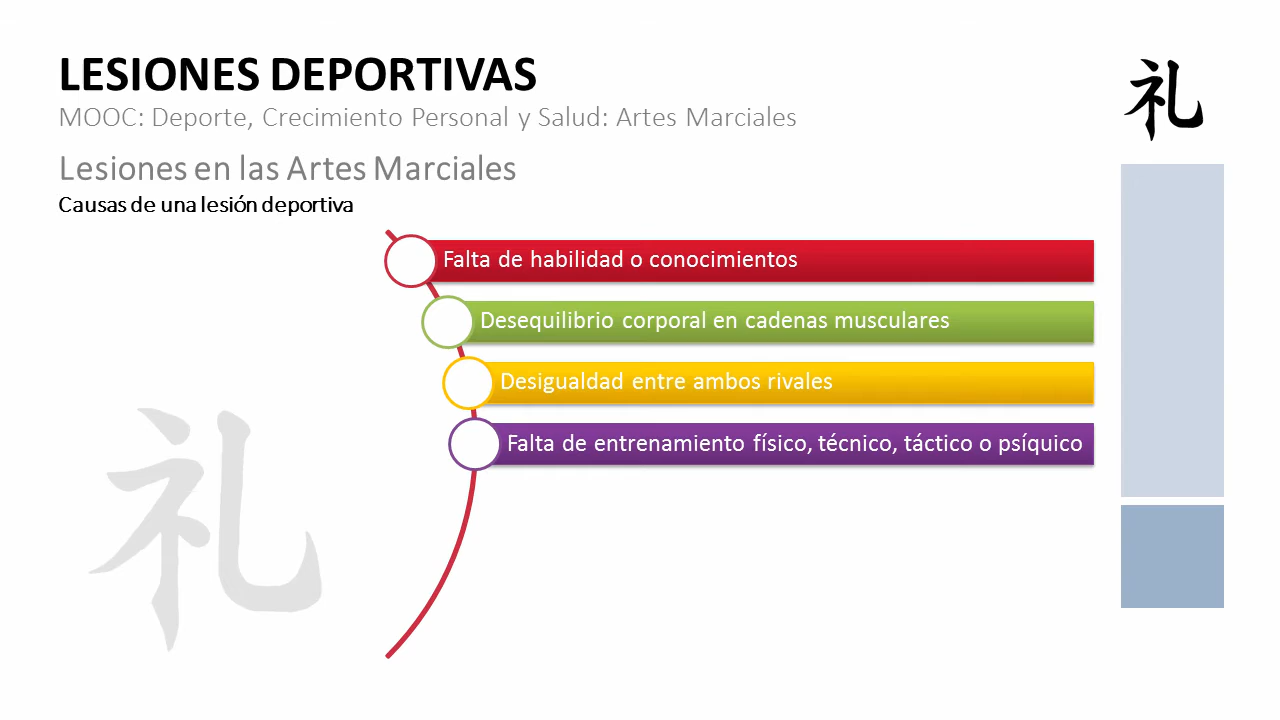 LESIONES DEPORTIVAS
MOOC: Deporte, Crecimiento Personal y Salud: Artes Marciales
Lesiones en las Artes Marciales
Causas de una lesión deportiva
礼
Falta de habilidad o conocimientos
Desequilibrio corporal en cadenas musculares
Desigualdad entre ambos rivales
Falta de entrenamiento físico, técnico, táctico o psíquico
礼